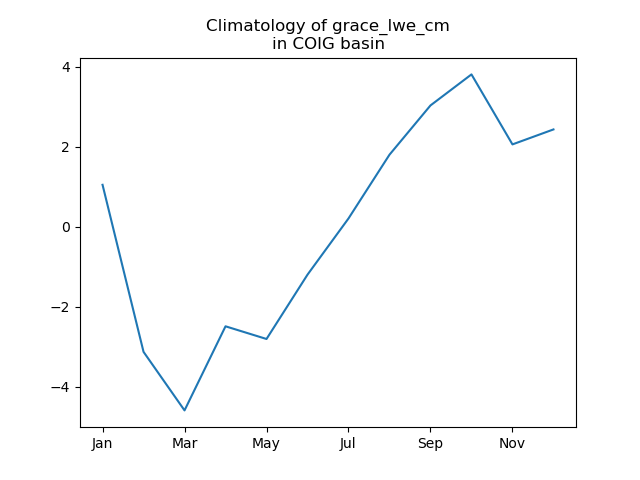 Climatology of grace_lwe_cm
in COIG basin
4
2
0
−2
−4
Jan
Mar
May
Jul
Sep
Nov